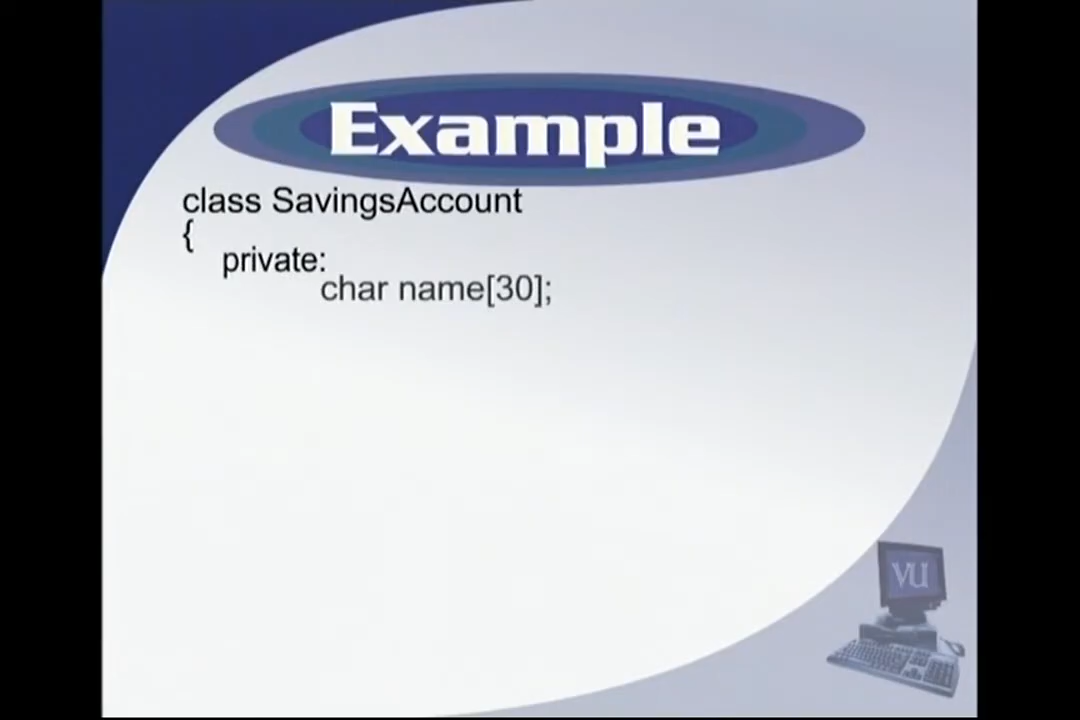 Example
class SavingsAccount
{
private:
char name[30];
VU